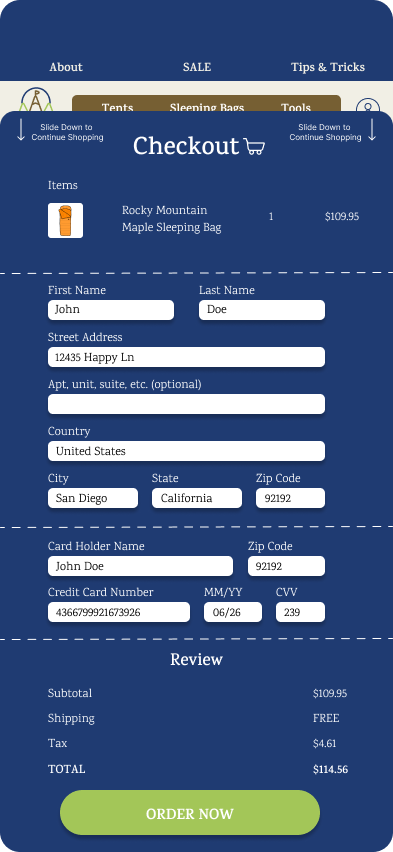 About SALE Tips & Tricks
Tents Sleeping Bags Tools
Slide Down to
Continue Shopping
Checkout
Slide Down to
Continue Shopping
Items
Rocky Mountain
Maple Sleeping Bag
1 $109.95
First Name Last Name
John Doe
Street Address
12435 Happy Ln
Apt, unit, suite, etc. (optional)
Country
United States
City State Zip Code
San Diego California 92192
Card Holder Name Zip Code
John Doe 92192
Credit Card Number MM/YY CVV
4366799921673926 06/26 239
Review
Subtotal $109.95
Shipping FREE
Tax $4.61
TOTAL $114.56
ORDER NOW